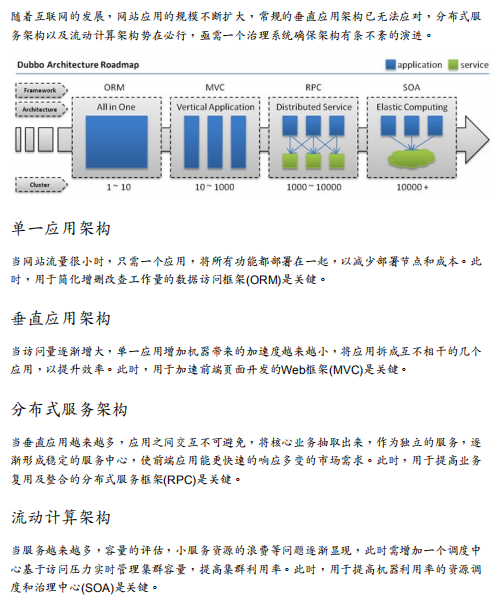 随着互联网的发展，网站应用的规模不断扩大，常规的垂直应用架构已无法应对，分布式服
务架构以及流动计算架构势在必行，亟需一个治理系统确保架构有条不紊的演进。
Dubbo Architecture Roadmap
application service
Framework ORM MVC RPC SOA
Architecture All in One Vertical Application Distributed Service Elastic Computing
Cluster 1 ~ 10 10 ~ 1000 1000 ~ 10000 10000 +
单一应用架构
当网站流量很小时，只需一个应用，将所有功能都部署在一起，以减少部署节点和成本。此
时，用于简化增删改查工作量的数据访问框架(ORM)是关键。
垂直应用架构
当访问量逐渐增大，单一应用增加机器带来的加速度越来越小，将应用拆成互不相干的几个
应用，以提升效率。此时，用于加速前端页面开发的Web框架(MVC)是关键。
分布式服务架构
当垂直应用越来越多，应用之间交互不可避免，将核心业务抽取出来，作为独立的服务，逐
渐形成稳定的服务中心，使前端应用能更快速的响应多变的市场需求。此时，用于提高业务
复用及整合的分布式服务框架(RPC)是关键。
流动计算架构
当服务越来越多，容量的评估，小服务资源的浪费等问题逐渐显现，此时需增加一个调度中
心基于访问压力实时管理集群容量，提高集群利用率。此时，用于提高机器利用率的资源调
度和治理中心(SOA)是关键。